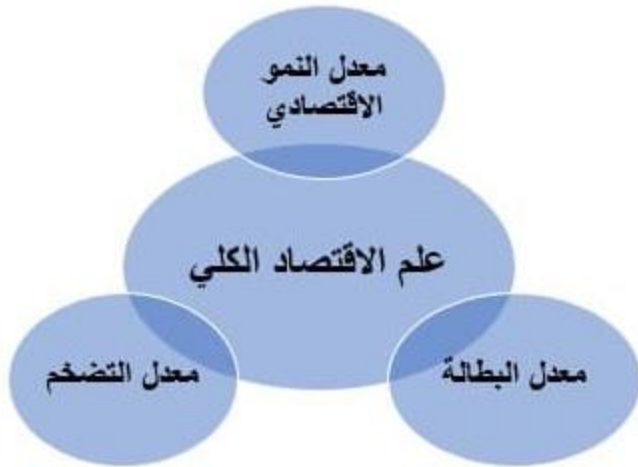 معدل النمو
الاقتصادي
علم الاقتصاد الكلي
معدل البطالة
معدل التضخم